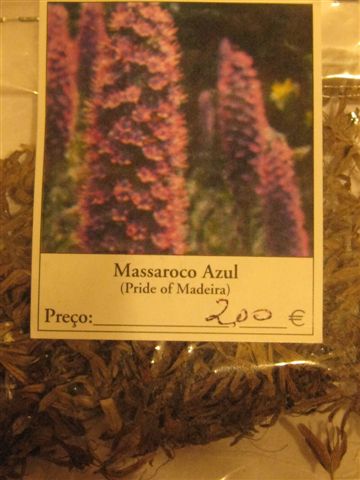 Massaroco Azul
(Pride of Madeira)
Preço: 2,00 €